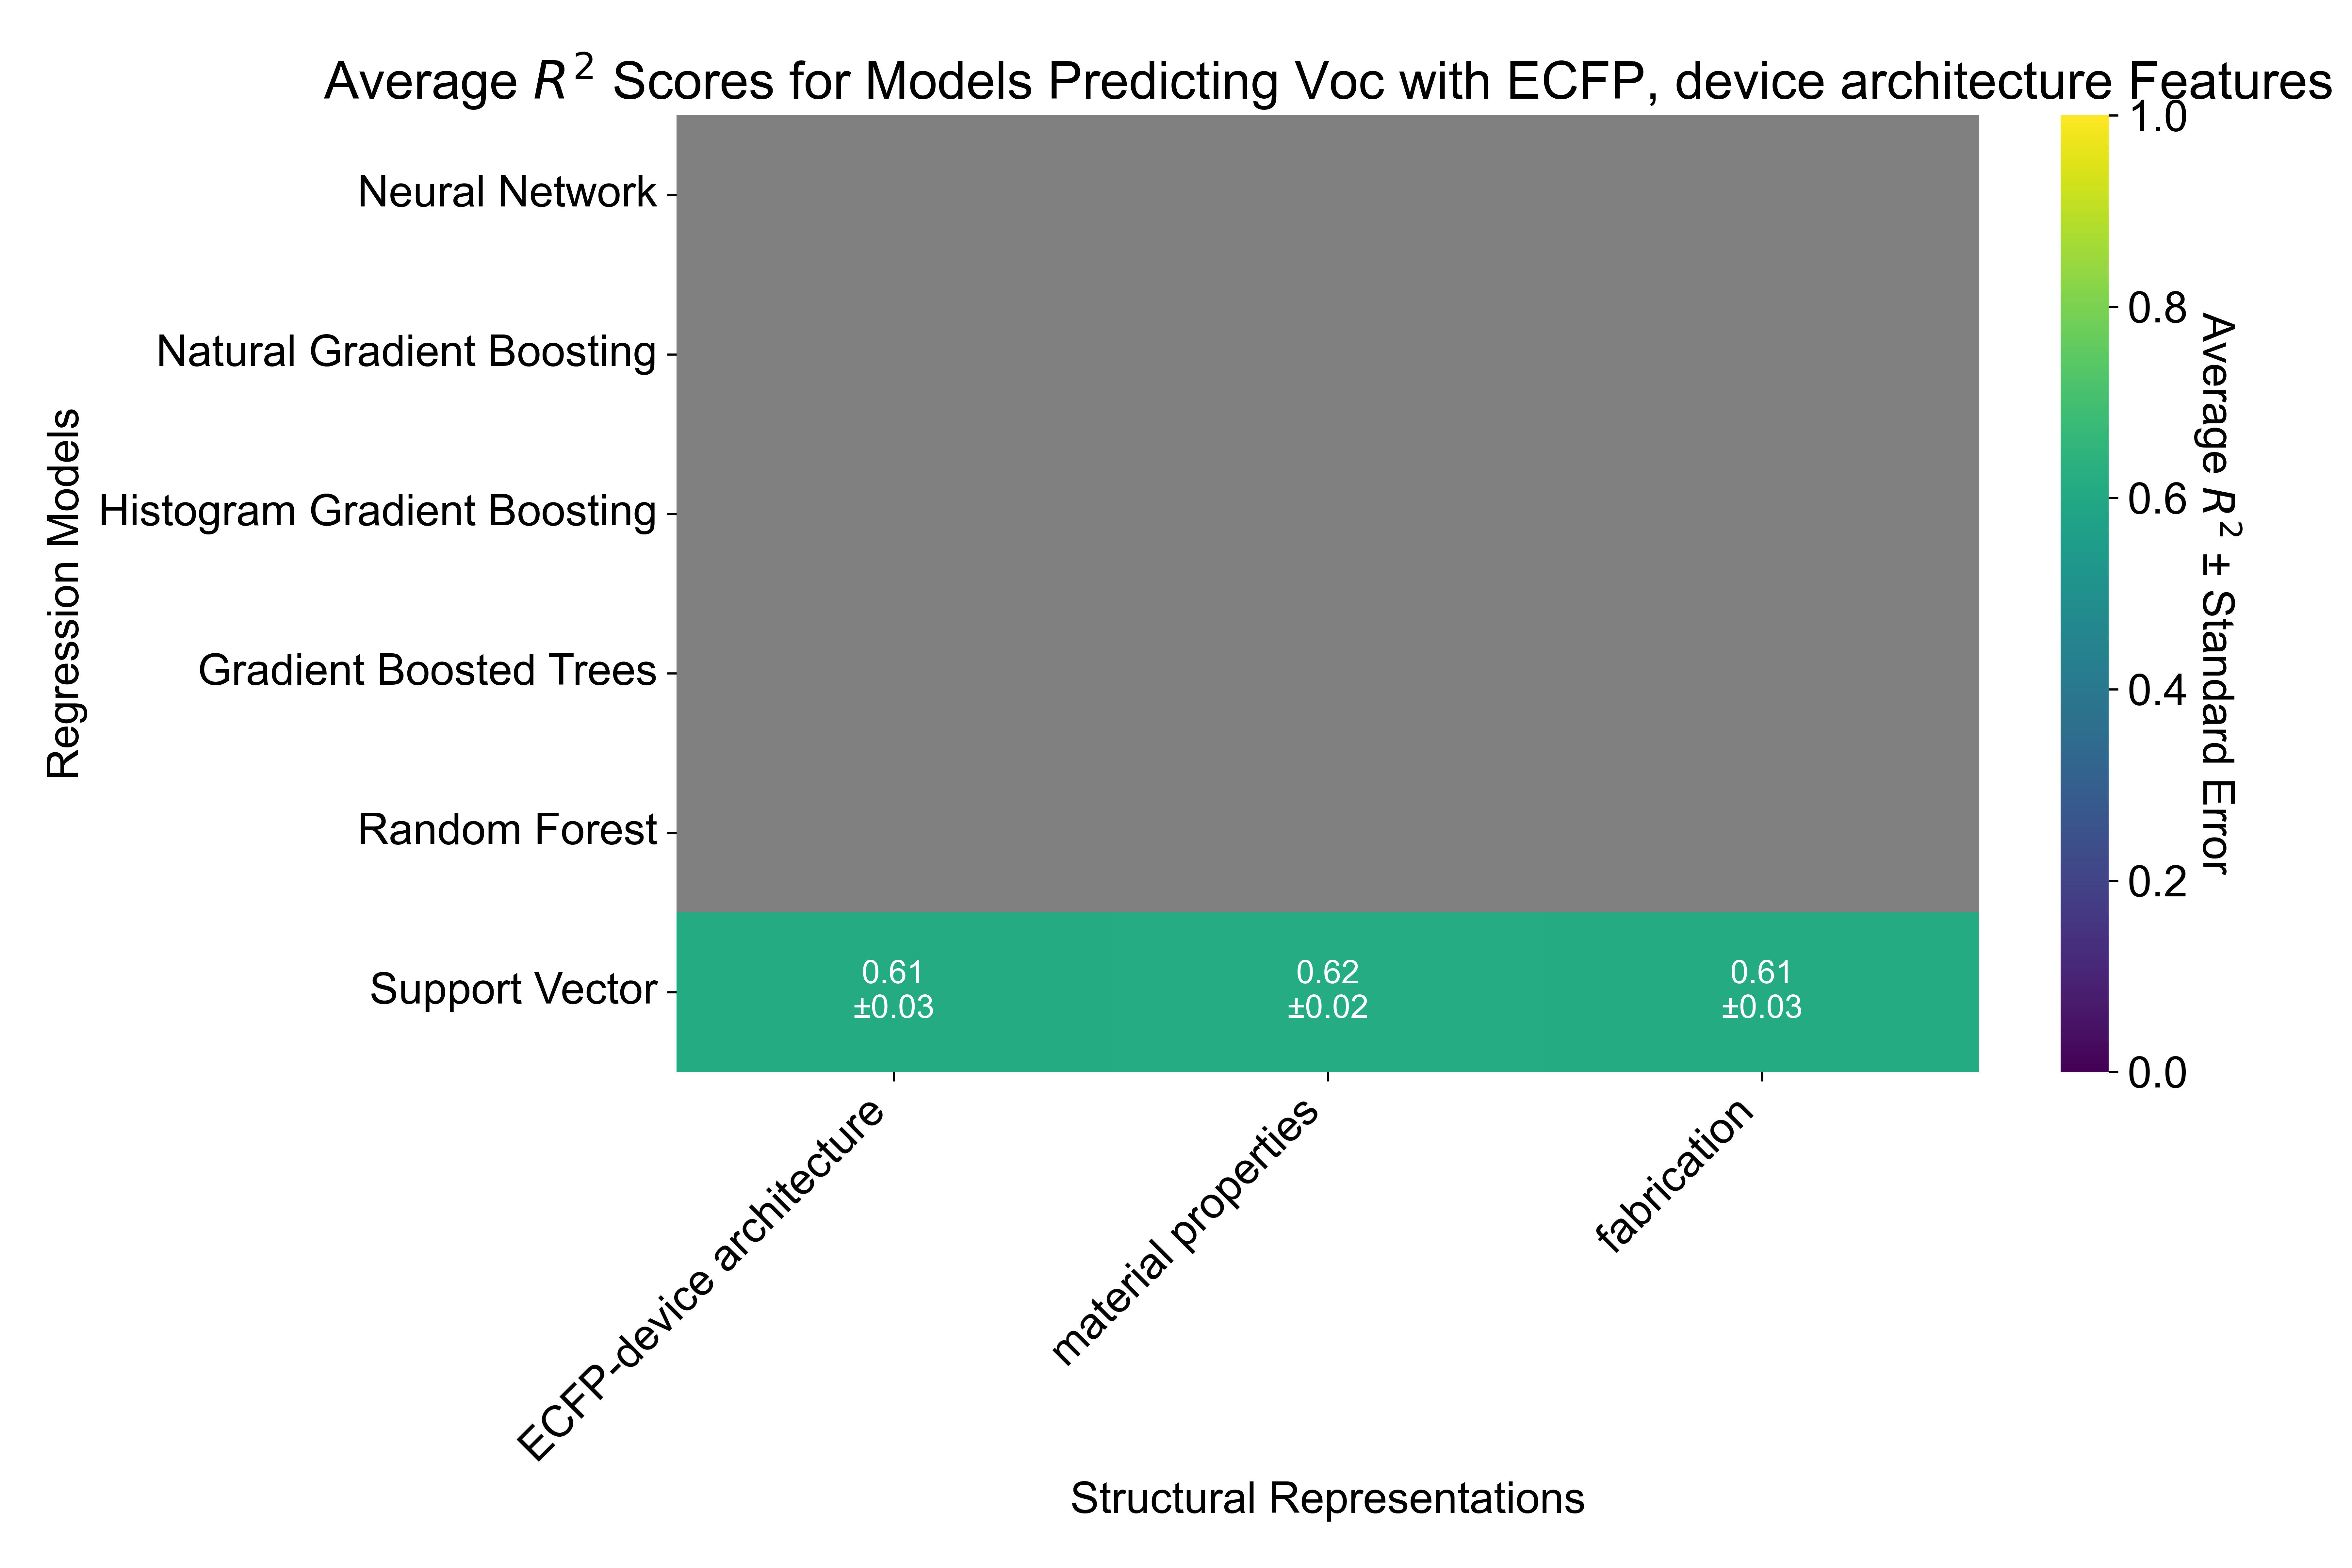 Average R² Scores for Models Predicting Voc with ECFP, device architecture Features
Regression Models
Neural Network
Natural Gradient Boosting
Histogram Gradient Boosting
Gradient Boosted Trees
Random Forest
Support Vector
0.61
±0.03
0.62
±0.02
0.61
±0.03
ECFP-device architecture
material properties
fabrication
Structural Representations
1.0
0.8
0.6
0.4
0.2
0.0
Average R² ± Standard Error